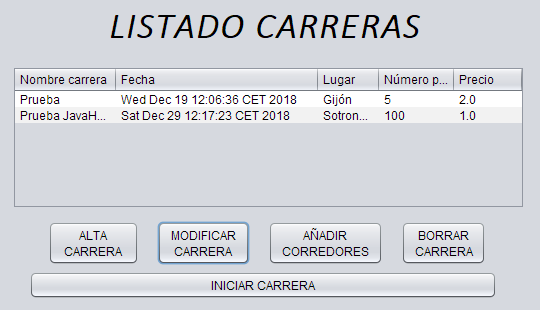 LISTADO CARRERAS
Nombre carrera Fecha Lugar Número p... Precio
Prueba Wed Dec 19 12:06:36 CET 2018 Gijón 5 2.0
Prueba JavaH... Sat Dec 29 12:17:23 CET 2018 Sotron... 100 1.0
ALTA CARRERA
MODIFICAR CARRERA
AÑADIR CORREDORES
BORRAR CARRERA
INICIAR CARRERA